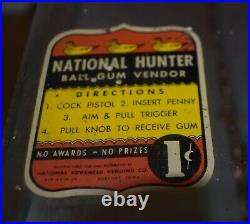 NATIONAL HUNTER
BALL GUM VENDOR
DIRECTIONS
1. COCK PISTOL 2. INSERT PENNY
3. AIM & PULL TRIGGER
4. PULL KNOB TO RECEIVE GUM
NO AWARDS - NO PRIZES
1¢
NATIONAL ADVANCED VENDING CO.